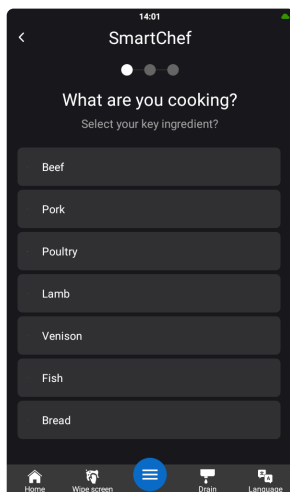 14:01
SmartChef
What are you cooking?
Select your key ingredient?
Beef
Pork
Poultry
Lamb
Venison
Fish
Bread
Home Wipe screen Drain Language